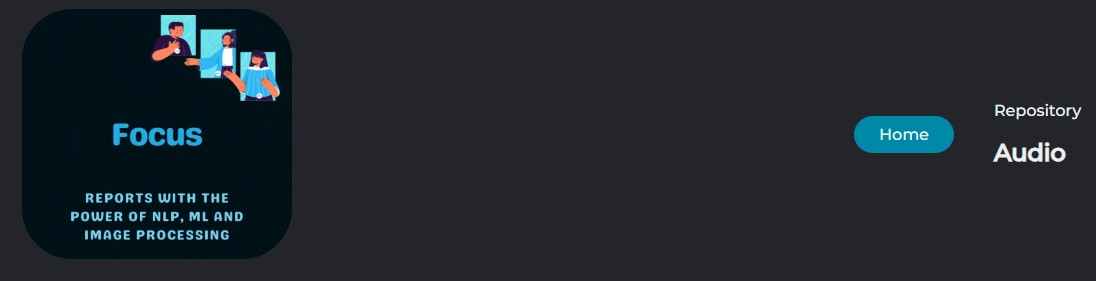 Focus
REPORTS WITH THE
POWER OF NLP, ML AND
IMAGE PROCESSING
Home
Repository
Audio